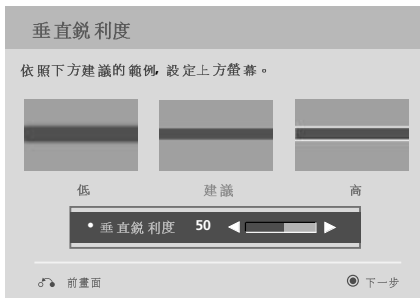 垂直銳利度
依照下方建議的範例, 設定上方螢幕。
低 建議 高
• 垂直銳利度 50
前畫面 下一步